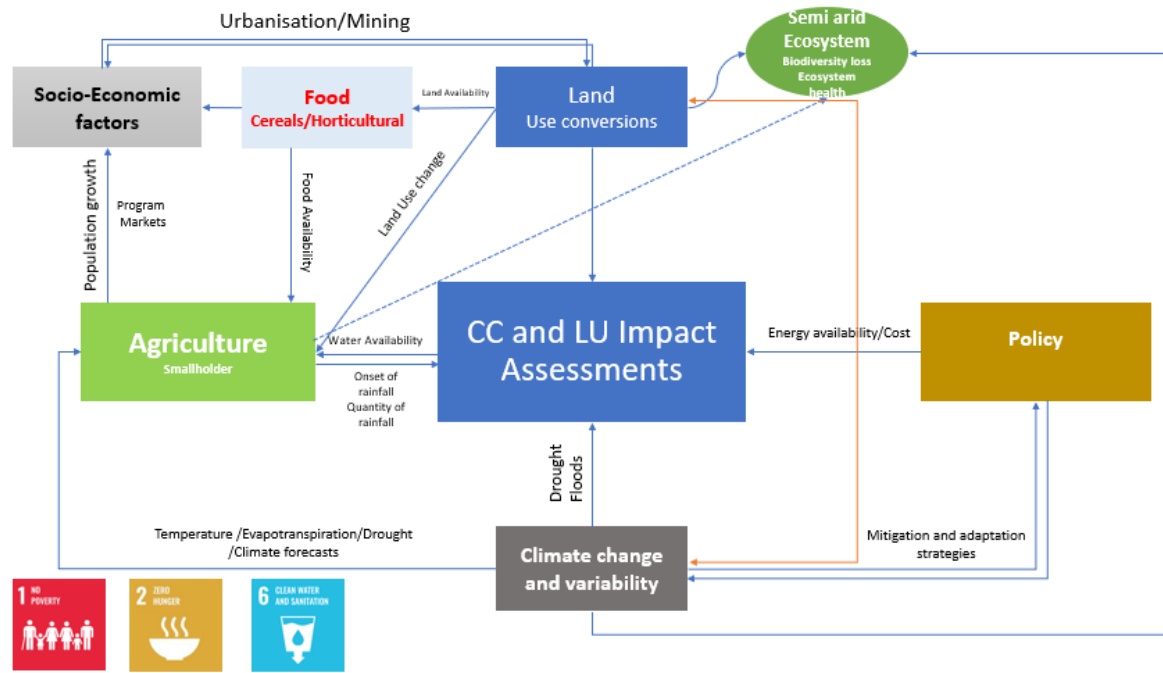 Urbanisation/Mining
Semi arid
Ecosystem
Biodiversity loss
Ecosystem
health
Socio-Economic
factors
Food
Cereals/Horticultural
Land Availability
Land
Use conversions
Population growth
Program
Markets
Food Availability
Land Use change
Agriculture
Smallholder
Water Availability
Onset of
rainfall
Quantity of
rainfall
CC and LU Impact
Assessments
Energy availability/Cost
Policy
Drought
Floods
Temperature /Evapotranspiration/Drought
/Climate forecasts
Climate change
and variability
Mitigation and adaptation
strategies
1 NO
POVERTY
2 ZERO
HUNGER
6 CLEAN WATER
AND SANITATION